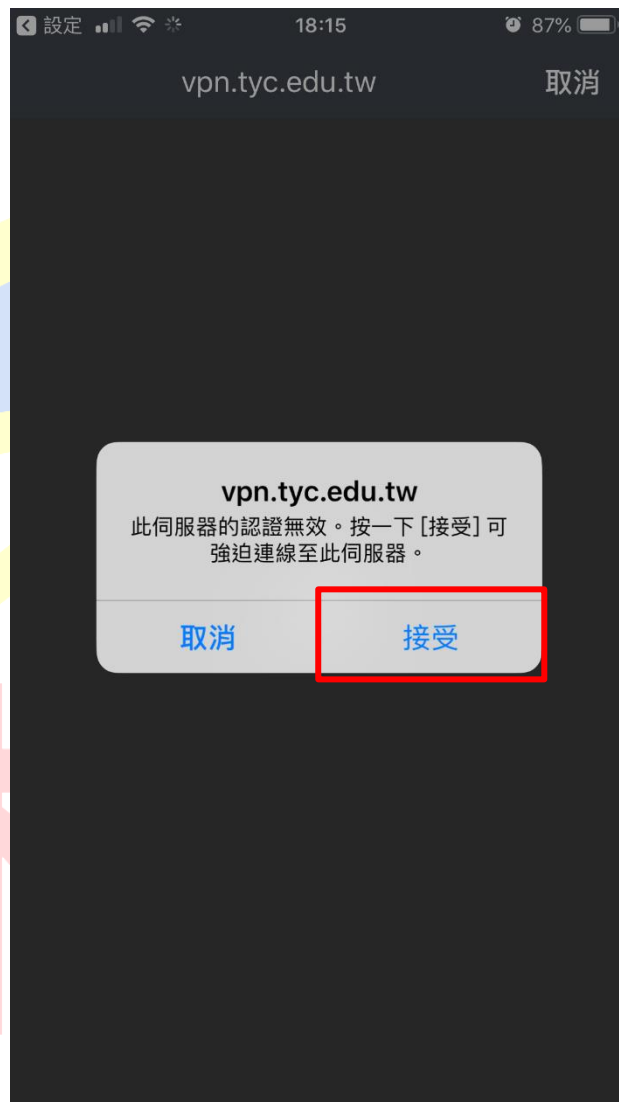 設定 18:15 87%
vpn.tyc.edu.tw 取消
vpn.tyc.edu.tw
此伺服器的認證無效。按一下 [接受] 可
強迫連線至此伺服器。
取消 接受